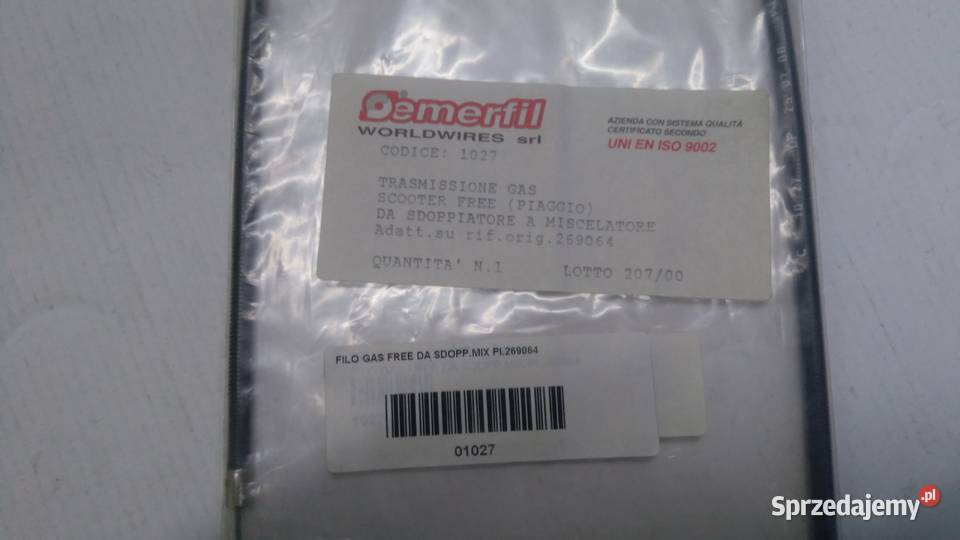 Demerfil
WORLDWIRES srl
AZIENDA CON SISTEMA QUALITÀ
CERTIFICATO SECONDO
UNI EN ISO 9002
CODICE: 1027
TRASMISSIONE GAS
SCOOTER FREE (PIAGGIO)
DA SDOPPIATORE A MISCELATORE
Adatt.su rif.orig.269064
QUANTITA' N.1 LOTTO 207/00
FILO GAS FREE DA SDOPP.MIX PI.269064
01027
Sprzedajemy.pl